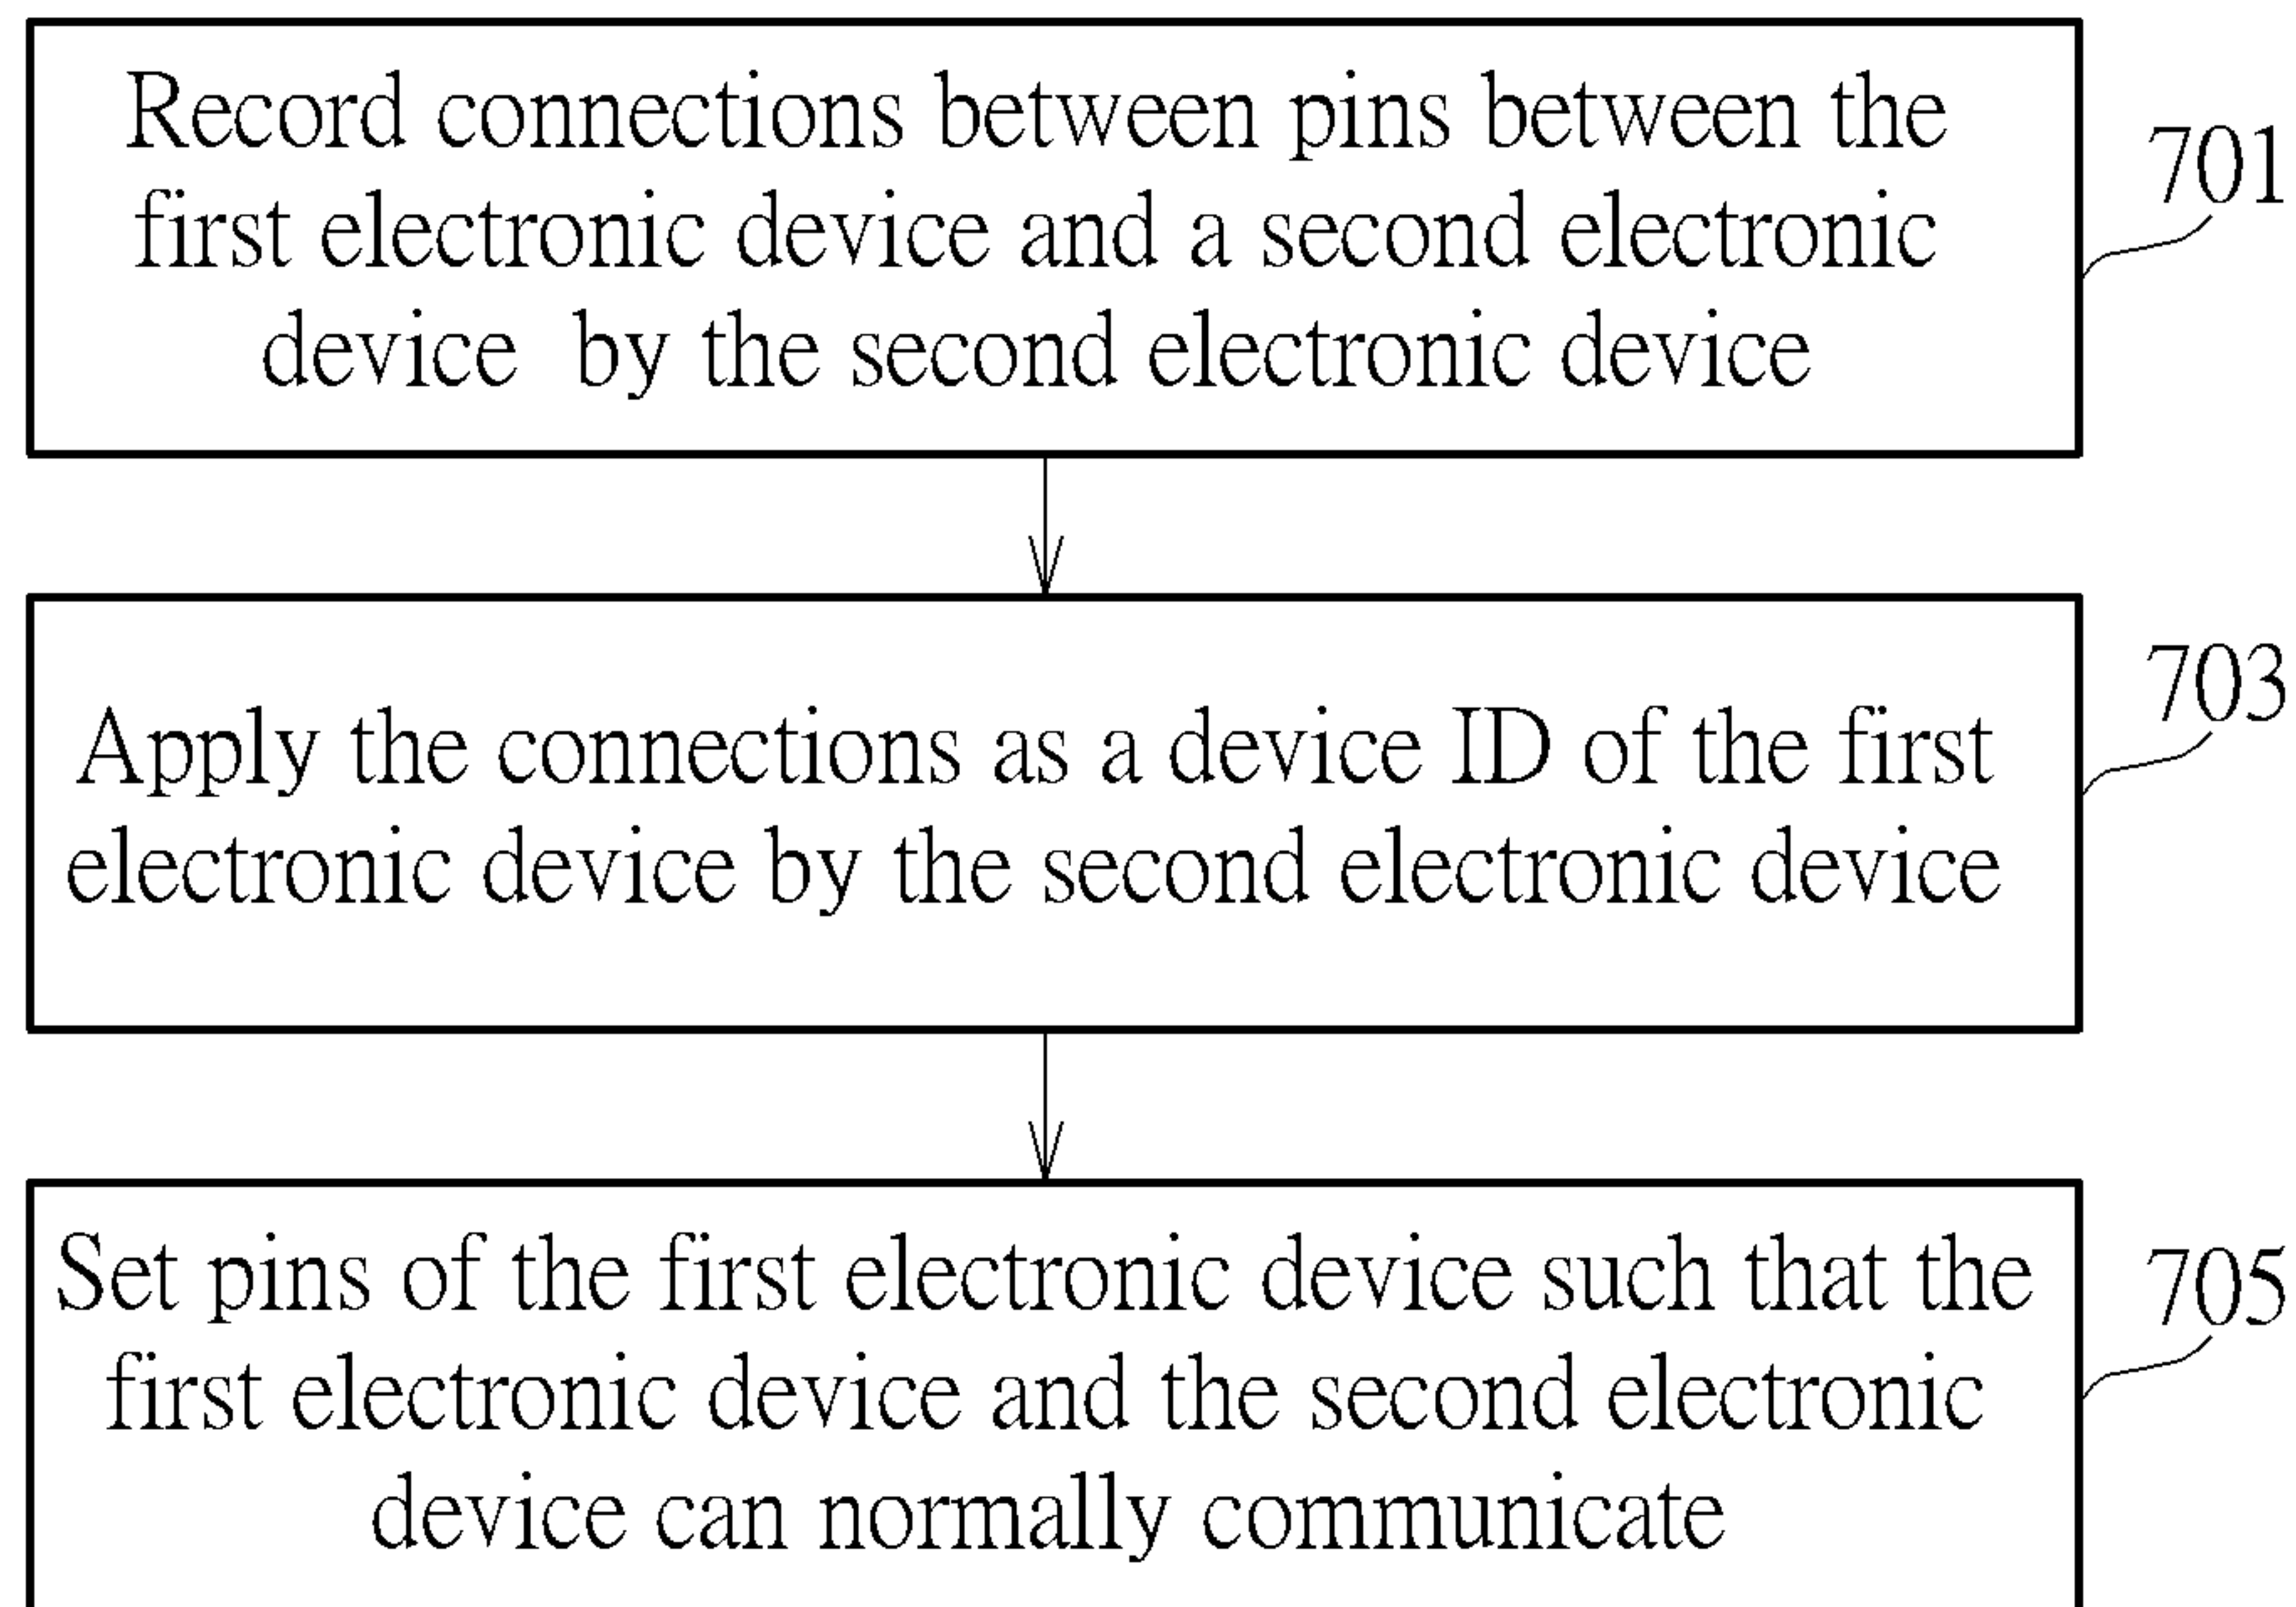 Record connections between pins between the
first electronic device and a second electronic
device by the second electronic device
701
Apply the connections as a device ID of the first
electronic device by the second electronic device
703
Set pins of the first electronic device such that the
first electronic device and the second electronic
device can normally communicate
705